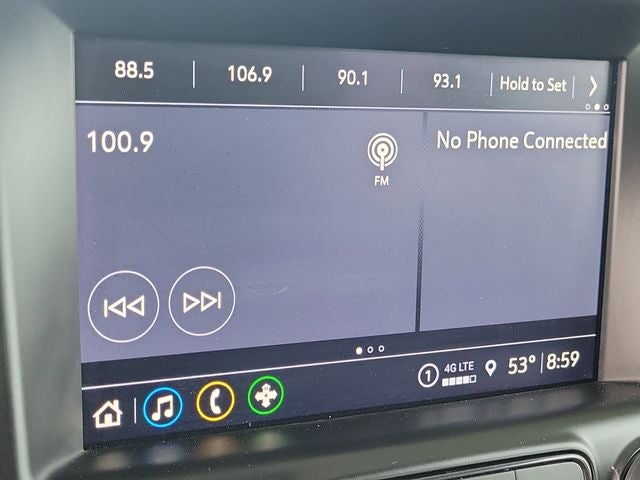 88.5 106.9 90.1 93.1 Hold to Set
100.9
FM
No Phone Connected
1 4G LTE 53° 8:59